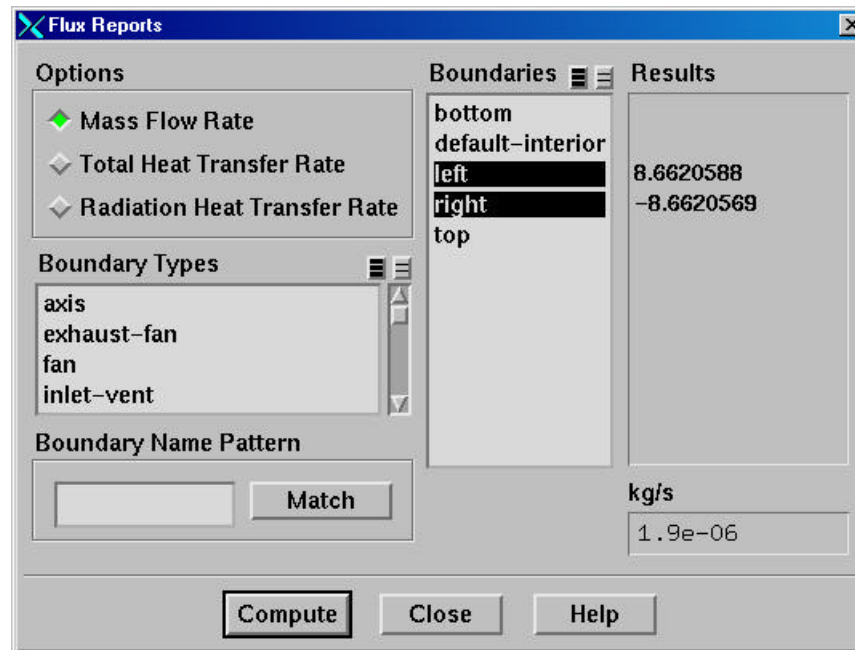 Flux Reports
Options
Mass Flow Rate
Total Heat Transfer Rate
Radiation Heat Transfer Rate
Boundary Types
axis
exhaust-fan
fan
inlet-vent
Boundary Name Pattern
Match
Boundaries
bottom
default-interior
left
right
top
Results
8.6620588
-8.6620569
kg/s
1.9e-06
Compute
Close
Help